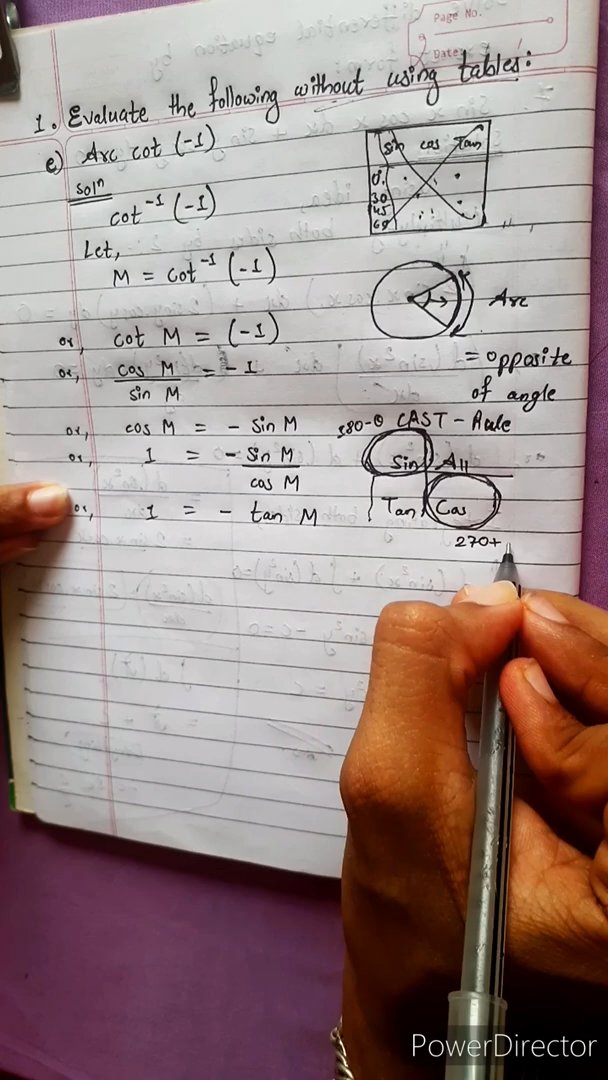 Page No.
Date:
1. Evaluate the following without using tables:
e) Arc cot (-1)
Solⁿ
cot⁻¹ (-1)
Let,
M = cot⁻¹ (-1)
or, cot M = (-1)
or, cos M / sin M = -1
or, cos M = - sin M
or, 1 = - sin M / cos M
or, 1 = - tan M
sin cos Tan
0°
30
45
60
Arc
= opposite
of angle
180-θ CAST - Rule
Sin All
Tan Cos
270+
PowerDirector